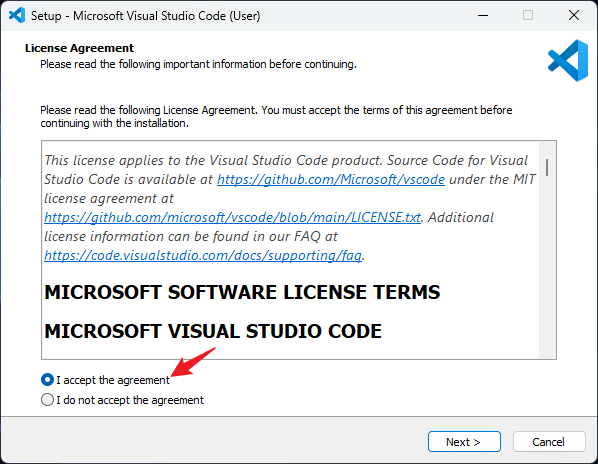 Setup - Microsoft Visual Studio Code (User)
License Agreement
Please read the following important information before continuing.
Please read the following License Agreement. You must accept the terms of this agreement before
continuing with the installation.
This license applies to the Visual Studio Code product. Source Code for Visual
Studio Code is available at https://github.com/Microsoft/vscode under the MIT
license agreement at
https://github.com/microsoft/vscode/blob/main/LICENSE.txt. Additional
license information can be found in our FAQ at
https://code.visualstudio.com/docs/supporting/faq.
MICROSOFT SOFTWARE LICENSE TERMS
MICROSOFT VISUAL STUDIO CODE
I accept the agreement
I do not accept the agreement
Next >
Cancel